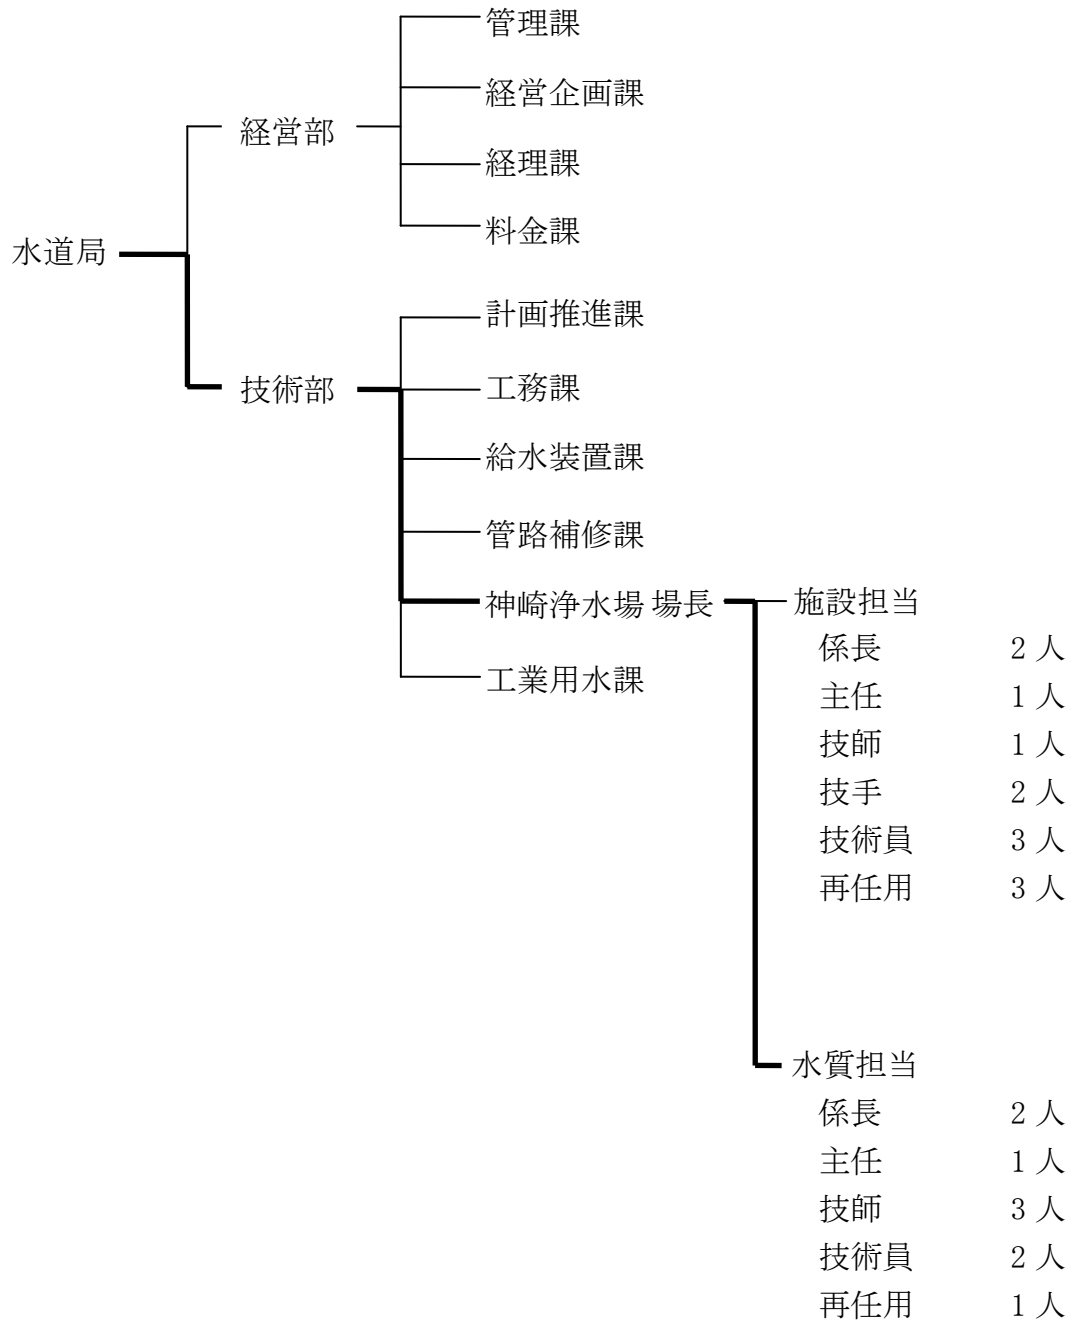 管理課
経営企画課
経営部
経理課
料金課
水道局
計画推進課
技術部
工務課
給水装置課
管路補修課
神崎浄水場 場長
施設担当
係長 2人
主任 1人
技師 1人
技手 2人
技術員 3人
再任用 3人
工業用水課
水質担当
係長 2人
主任 1人
技師 3人
技術員 2人
再任用 1人